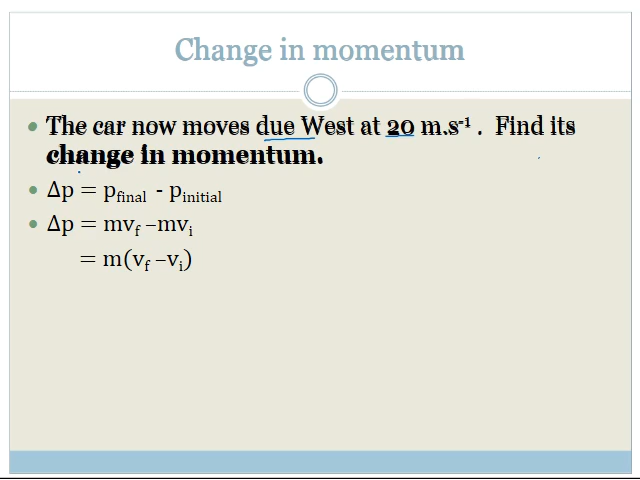 Change in momentum
• The car now moves due West at 20 m.s⁻¹ . Find its
change in momentum.
• Δp = p_final - p_initial
• Δp = mv_f –mv_i
= m(v_f –v_i)